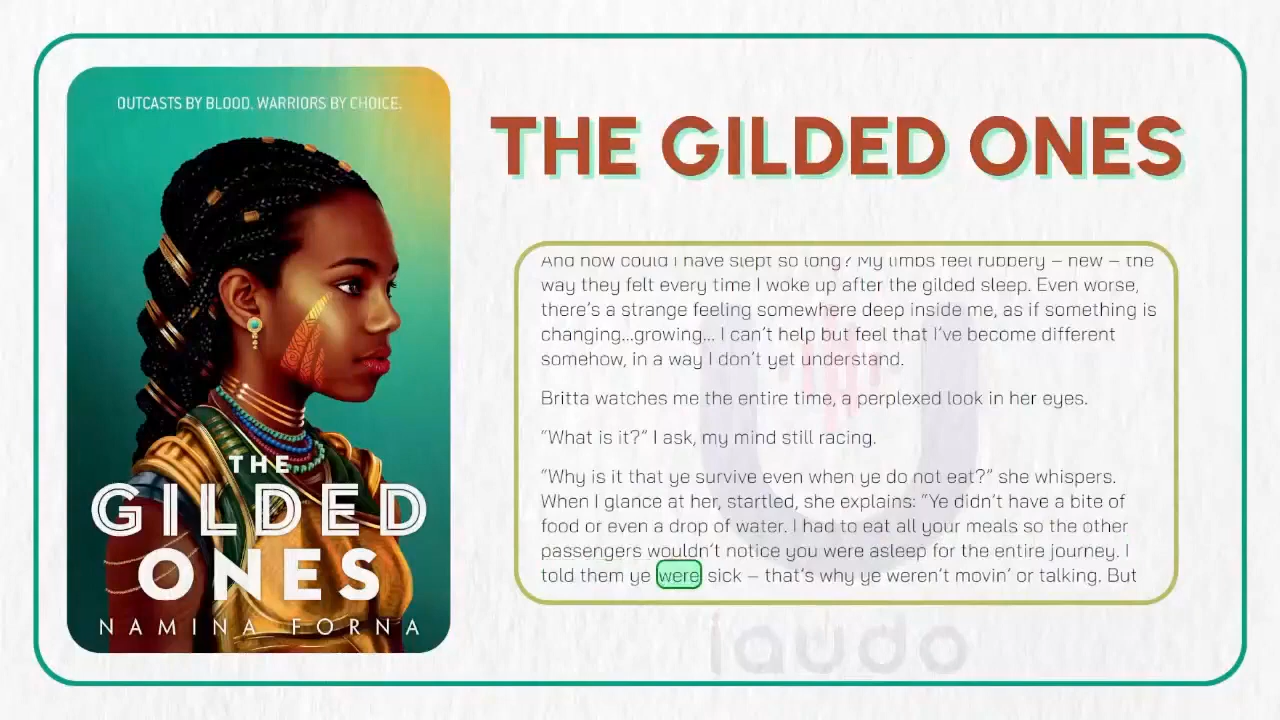 OUTCASTS BY BLOOD. WARRIORS BY CHOICE.
THE
GILDED
ONES
NAMINA FORNA
THE GILDED ONES
And how could I have slept so long? My limbs feel rubbery – new – the
way they felt every time I woke up after the gilded sleep. Even worse,
there's a strange feeling somewhere deep inside me, as if something is
changing...growing... I can't help but feel that I've become different
somehow, in a way I don't yet understand.
Britta watches me the entire time, a perplexed look in her eyes.
“What is it?” I ask, my mind still racing.
“Why is it that ye survive even when ye do not eat?” she whispers.
When I glance at her, startled, she explains: “Ye didn't have a bite of
food or even a drop of water. I had to eat all your meals so the other
passengers wouldn't notice you were asleep for the entire journey. I
told them ye were sick – that's why ye weren't movin' or talking. But
iaudo